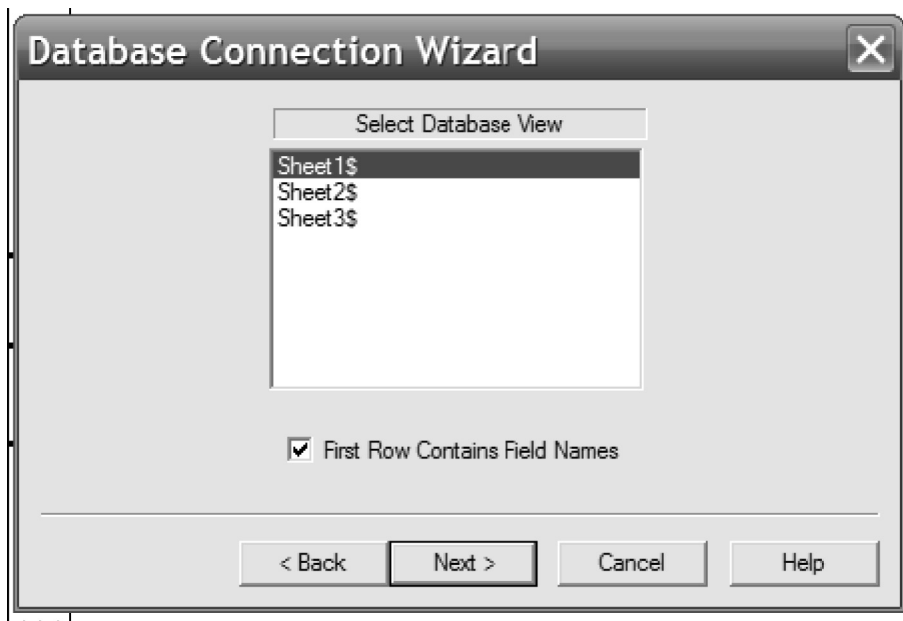 Database Connection Wizard
Select Database View
Sheet1$
Sheet2$
Sheet3$
First Row Contains Field Names
< Back Next > Cancel Help